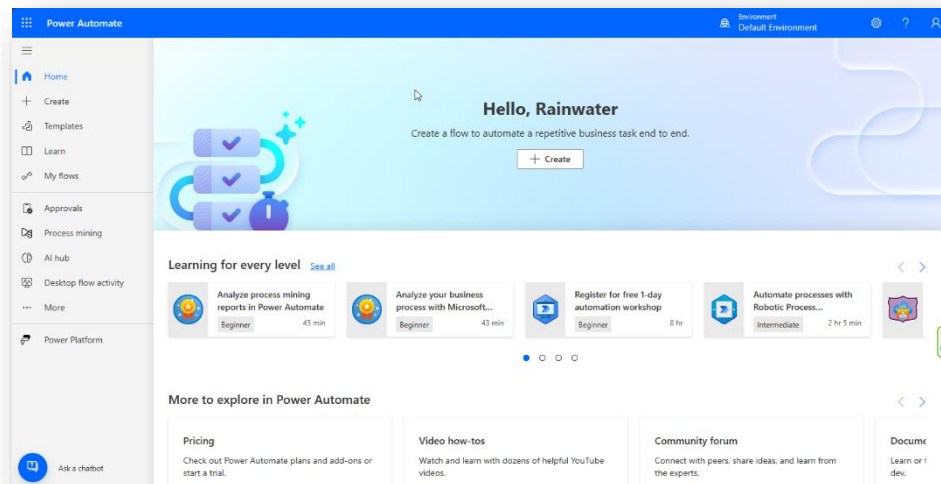 Power Automate
Environment
Default Environment
Home
Create
Templates
Learn
My flows
Approvals
Process mining
AI hub
Desktop flow activity
More
Power Platform
Ask a chatbot
Hello, Rainwater
Create a flow to automate a repetitive business task end to end.
Create
Learning for every level See all
Analyze process mining
reports in Power Automate
Beginner 45 min
Analyze your business
process with Microsoft...
Beginner 43 min
Register for free 1-day
automation workshop
Beginner 8 hr
Automate processes with
Robotic Process...
Intermediate 2 hr 5 min
More to explore in Power Automate
Pricing
Check out Power Automate plans and add-ons or
start a trial.
Video how-tos
Watch and learn with dozens of helpful YouTube
videos.
Community forum
Connect with peers, share ideas, and learn from
the experts.
Docume
Learn or t
dev.